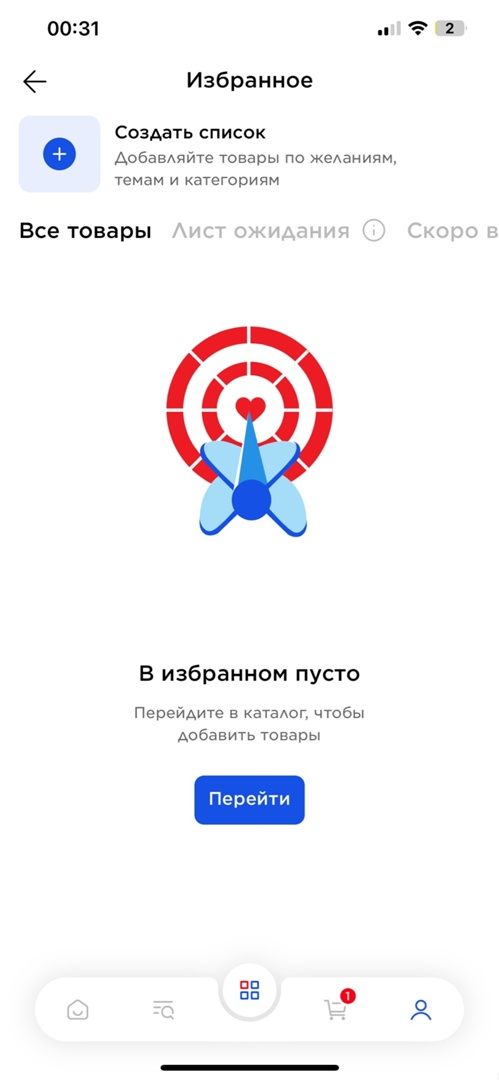 00:31
2
Избранное
Создать список
Добавляйте товары по желаниям,
темам и категориям
Все товары Лист ожидания Скоро в
В избранном пусто
Перейдите в каталог, чтобы
добавить товары
Перейти
1